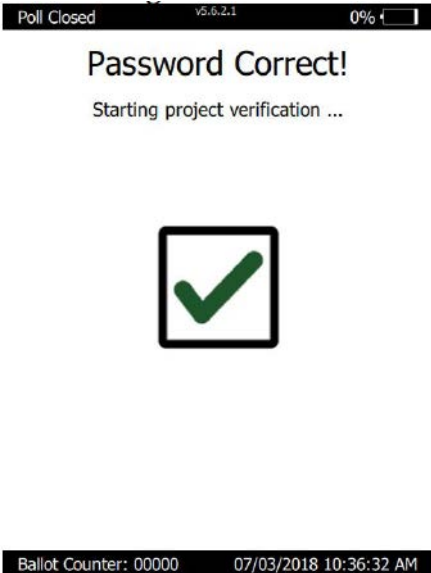 Poll Closed v5.6.2.1 0%
Password Correct!
Starting project verification ...
Ballot Counter: 00000 07/03/2018 10:36:32 AM